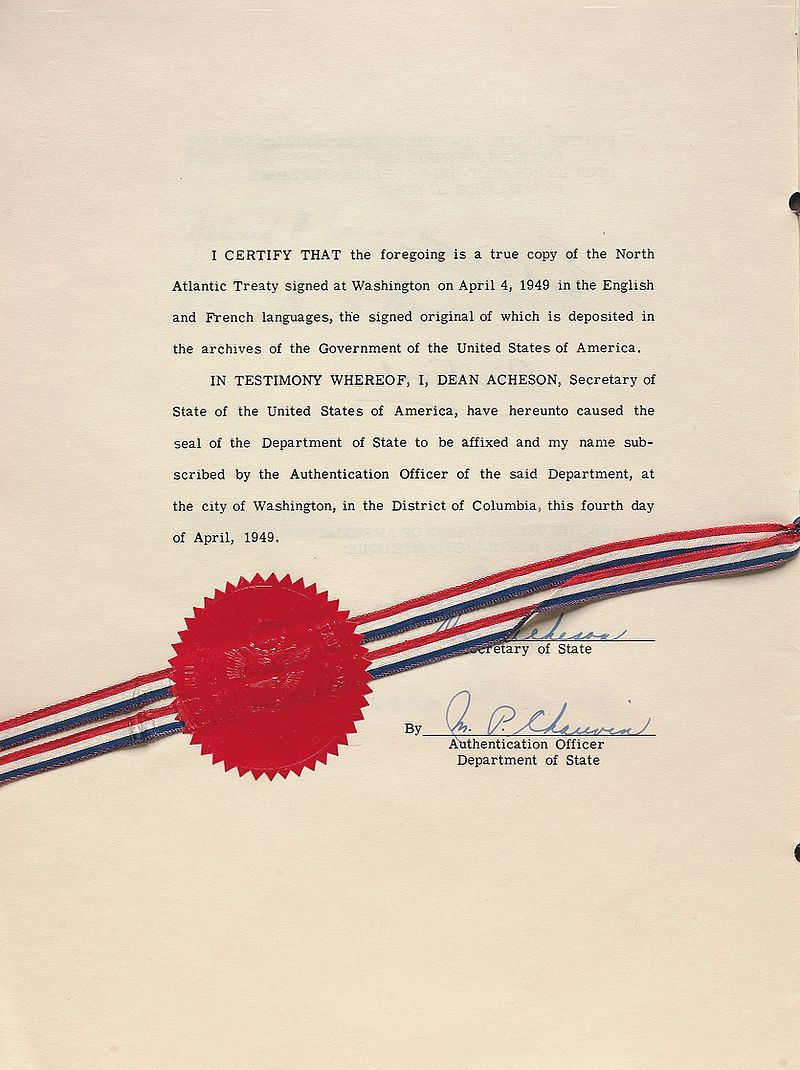 I CERTIFY THAT the foregoing is a true copy of the North
Atlantic Treaty signed at Washington on April 4, 1949 in the English
and French languages, the signed original of which is deposited in
the archives of the Government of the United States of America.
IN TESTIMONY WHEREOF, I, DEAN ACHESON, Secretary of
State of the United States of America, have hereunto caused the
seal of the Department of State to be affixed and my name sub-
scribed by the Authentication Officer of the said Department, at
the city of Washington, in the District of Columbia, this fourth day
of April, 1949.
Acheson
Secretary of State
By M. P. Chauvin
Authentication Officer
Department of State